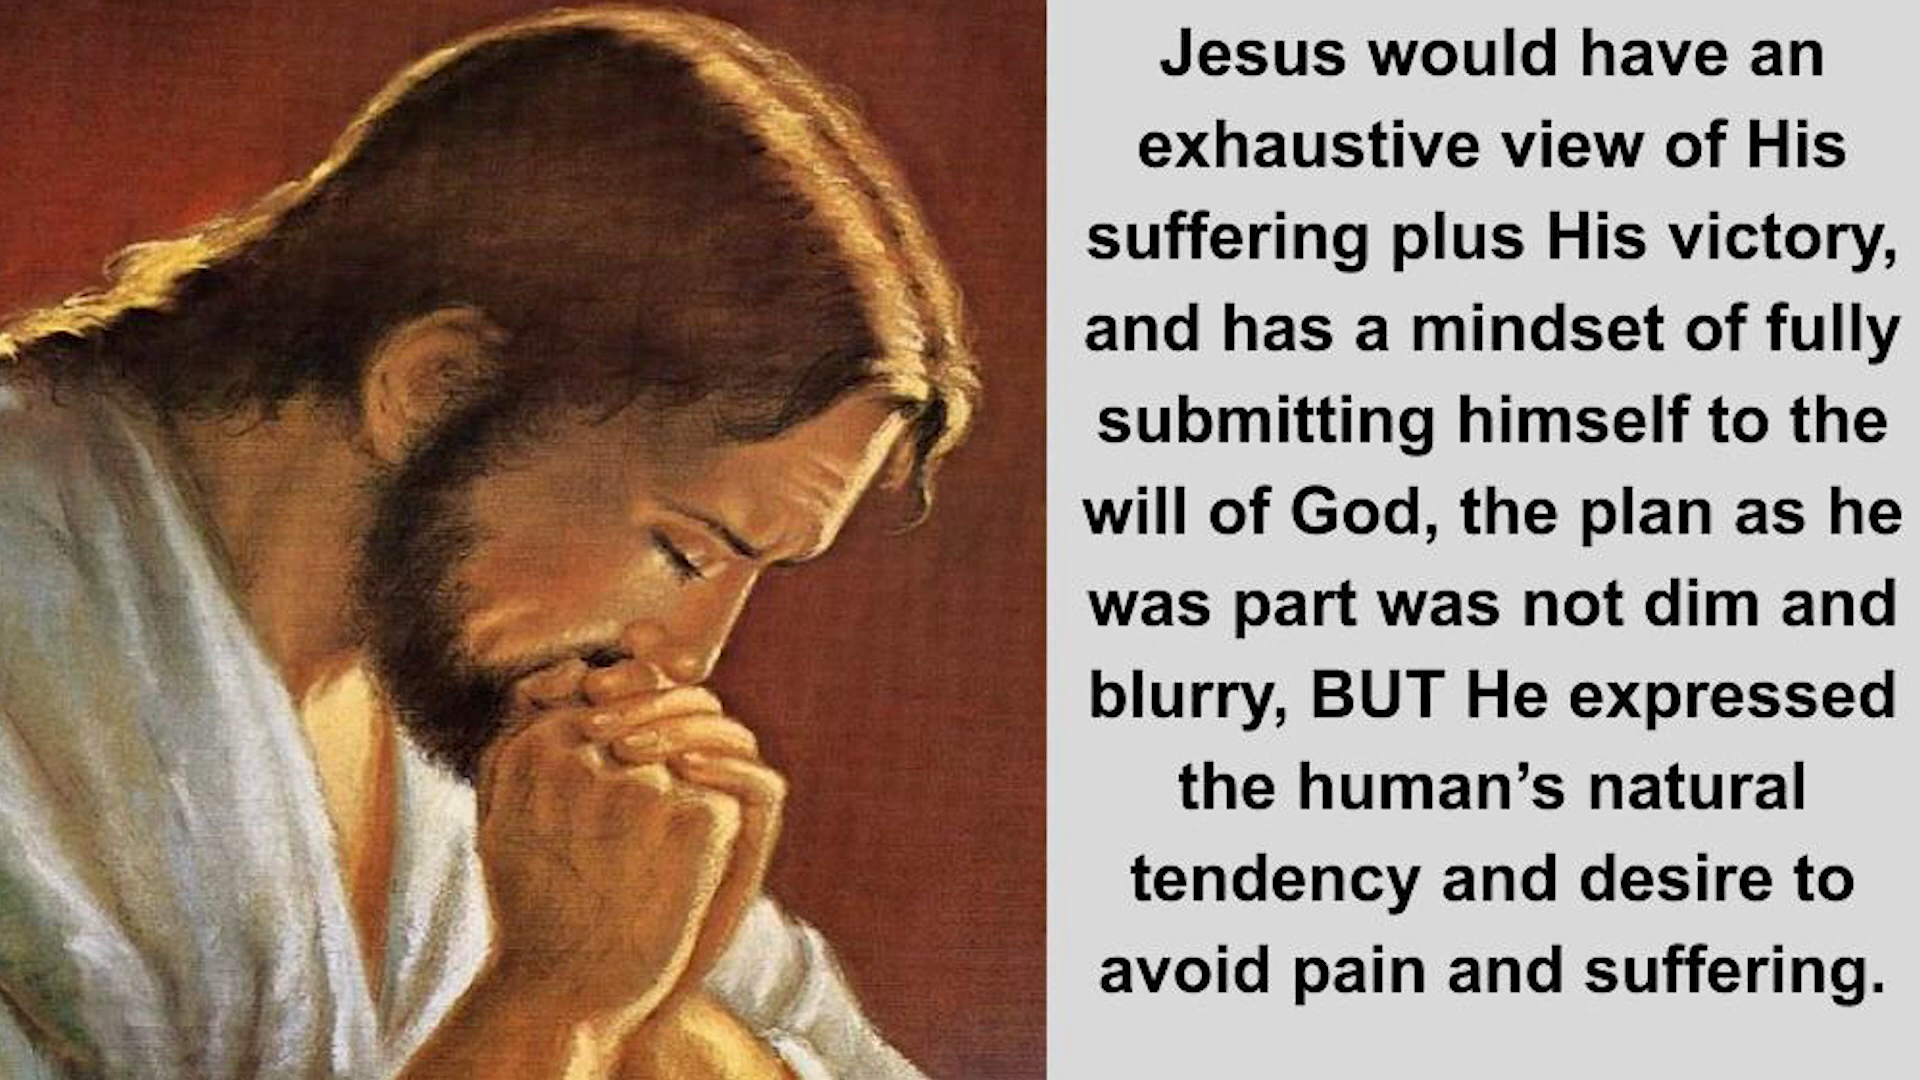 Jesus would have an
exhaustive view of His
suffering plus His victory,
and has a mindset of fully
submitting himself to the
will of God, the plan as he
was part was not dim and
blurry, BUT He expressed
the human’s natural
tendency and desire to
avoid pain and suffering.